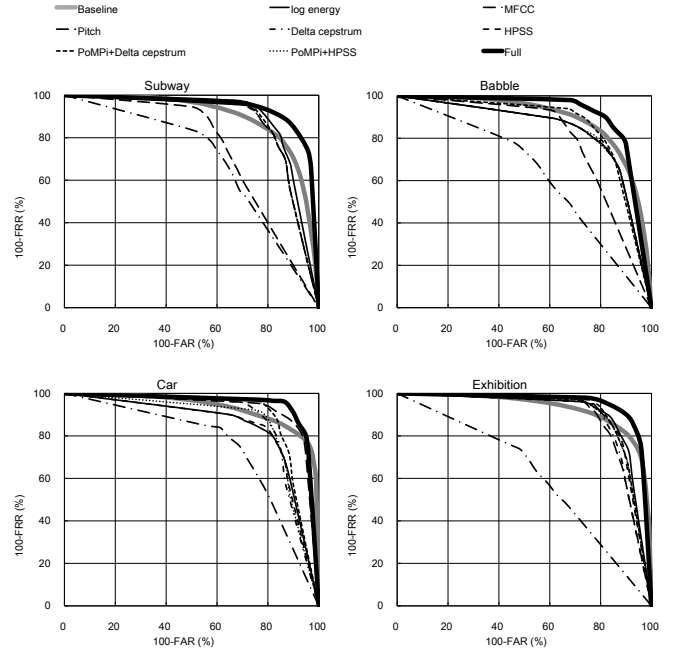 Baseline log energy MFCC
Pitch Delta cepstrum HPSS
PoMPi+Delta cepstrum PoMPi+HPSS Full
Subway
100
80
60
40
20
0
100-FRR (%)
0 20 40 60 80 100
100-FAR (%)
Babble
100
80
60
40
20
0
100-FRR (%)
0 20 40 60 80 100
100-FAR (%)
Car
100
80
60
40
20
0
100-FRR (%)
0 20 40 60 80 100
100-FAR (%)
Exhibition
100
80
60
40
20
0
100-FRR (%)
0 20 40 60 80 100
100-FAR (%)